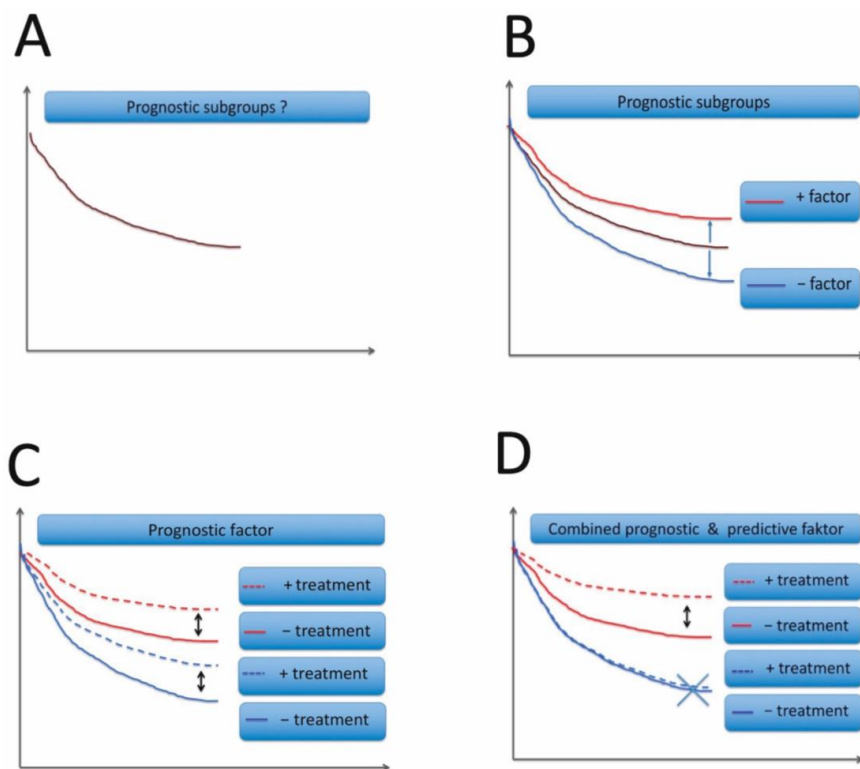 A
Prognostic subgroups ?
B
Prognostic subgroups
+ factor
− factor
C
Prognostic factor
+ treatment
− treatment
+ treatment
− treatment
D
Combined prognostic & predictive faktor
+ treatment
− treatment
+ treatment
− treatment